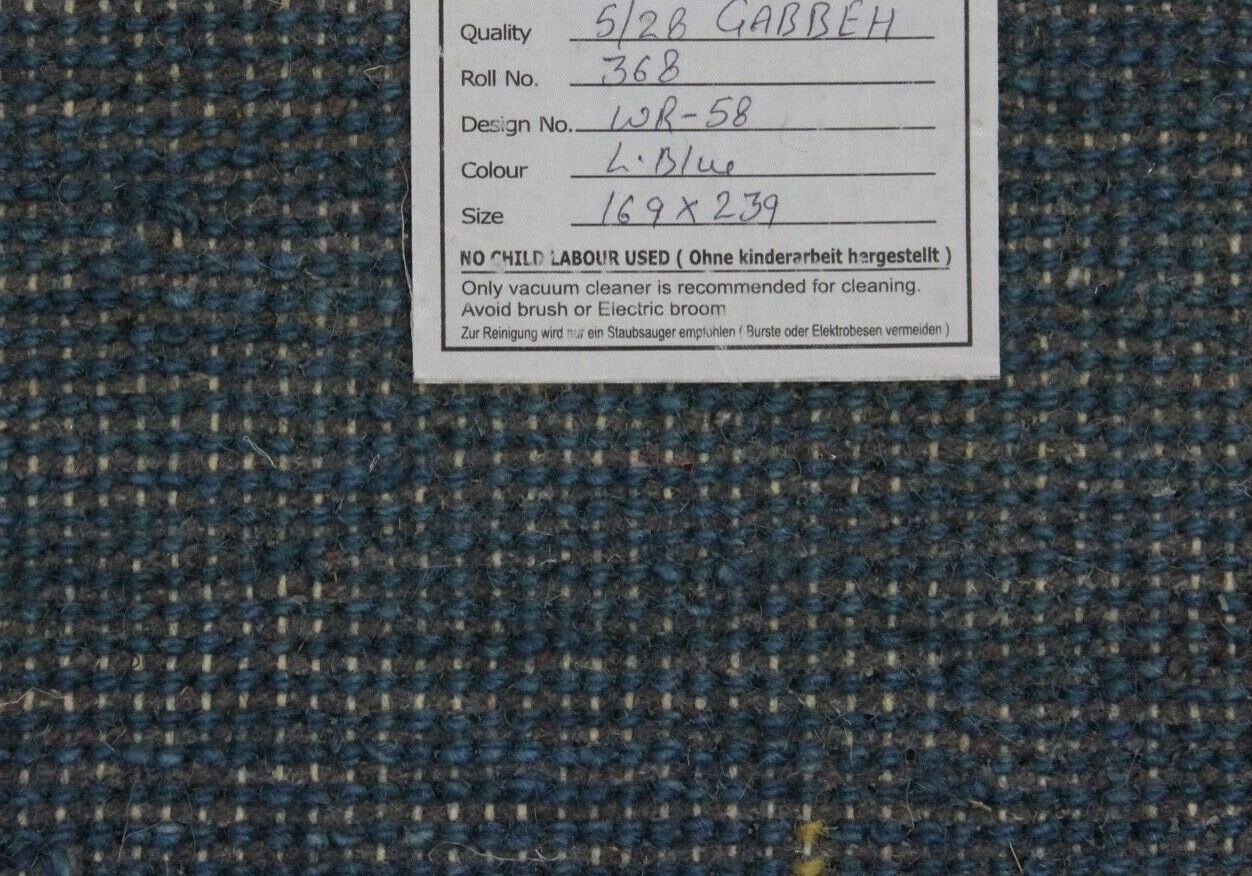 Quality 5/28 GABBEH
Roll No. 368
Design No. WR-58
Colour L. Blue
Size 169 X 239
NO CHILD LABOUR USED ( Ohne kinderarbeit hergestellt )
Only vacuum cleaner is recommended for cleaning.
Avoid brush or Electric broom
Zur Reinigung wird nur ein Staubsauger empfohlen ( Burste oder Elektrobesen vermeiden )